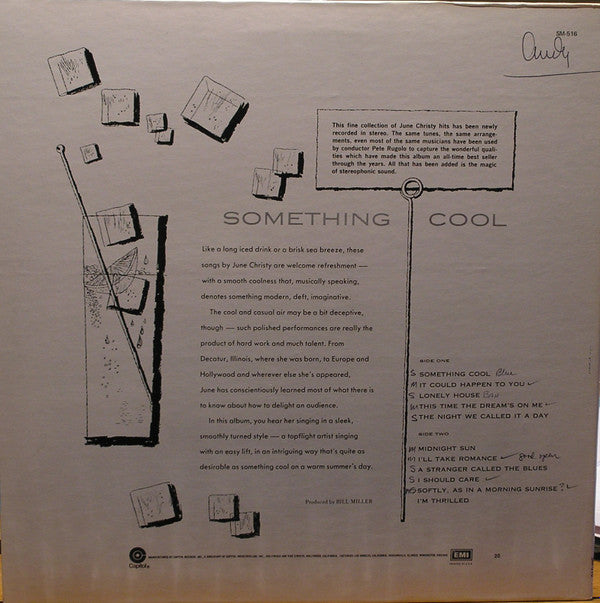 SM-516
Andy
This fine collection of June Christy hits has been newly
recorded in stereo. The same tunes, the same arrange-
ments, even most of the same musicians have been used
by conductor Pete Rugolo to capture the wonderful quali-
ties which have made this album an all-time best seller
through the years. All that has been added is the magic
of stereophonic sound.
SOMETHING COOL
Like a long iced drink or a brisk sea breeze, these
songs by June Christy are welcome refreshment —
with a smooth coolness that, musically speaking,
denotes something modern, deft, imaginative.
The cool and casual air may be a bit deceptive,
though — such polished performances are really the
product of hard work and much talent. From
Decatur, Illinois, where she was born, to Europe and
Hollywood and wherever else she's appeared,
June has conscientiously learned most of what there is
to know about how to delight an audience.
In this album, you hear her singing in a sleek,
smoothly turned style — a topflight artist singing
with an easy lift, in an intriguing way that's quite as
desirable as something cool on a warm summer's day.
Produced by BILL MILLER
SIDE ONE
S SOMETHING COOL Blue
M IT COULD HAPPEN TO YOU ✓
S LONELY HOUSE
M THIS TIME THE DREAM'S ON ME ✓
S THE NIGHT WE CALLED IT A DAY
SIDE TWO
M MIDNIGHT SUN
M I'LL TAKE ROMANCE ✓ good
S A STRANGER CALLED THE BLUES
S I SHOULD CARE ✓
SOFTLY, AS IN A MORNING SUNRISE ? ✓
I'M THRILLED
Capitol
EMI
20